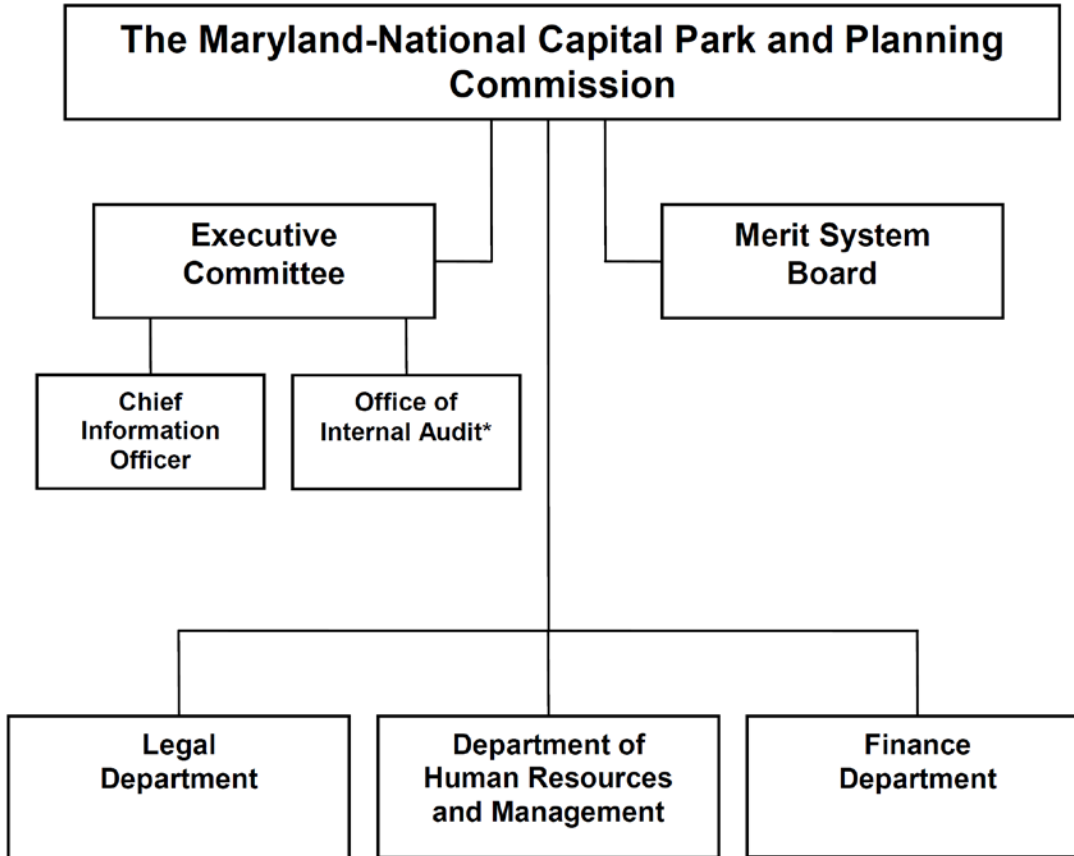 The Maryland-National Capital Park and Planning
Commission
Executive
Committee
Merit System
Board
Chief
Information
Officer
Office of
Internal Audit*
Legal
Department
Department of
Human Resources
and Management
Finance
Department